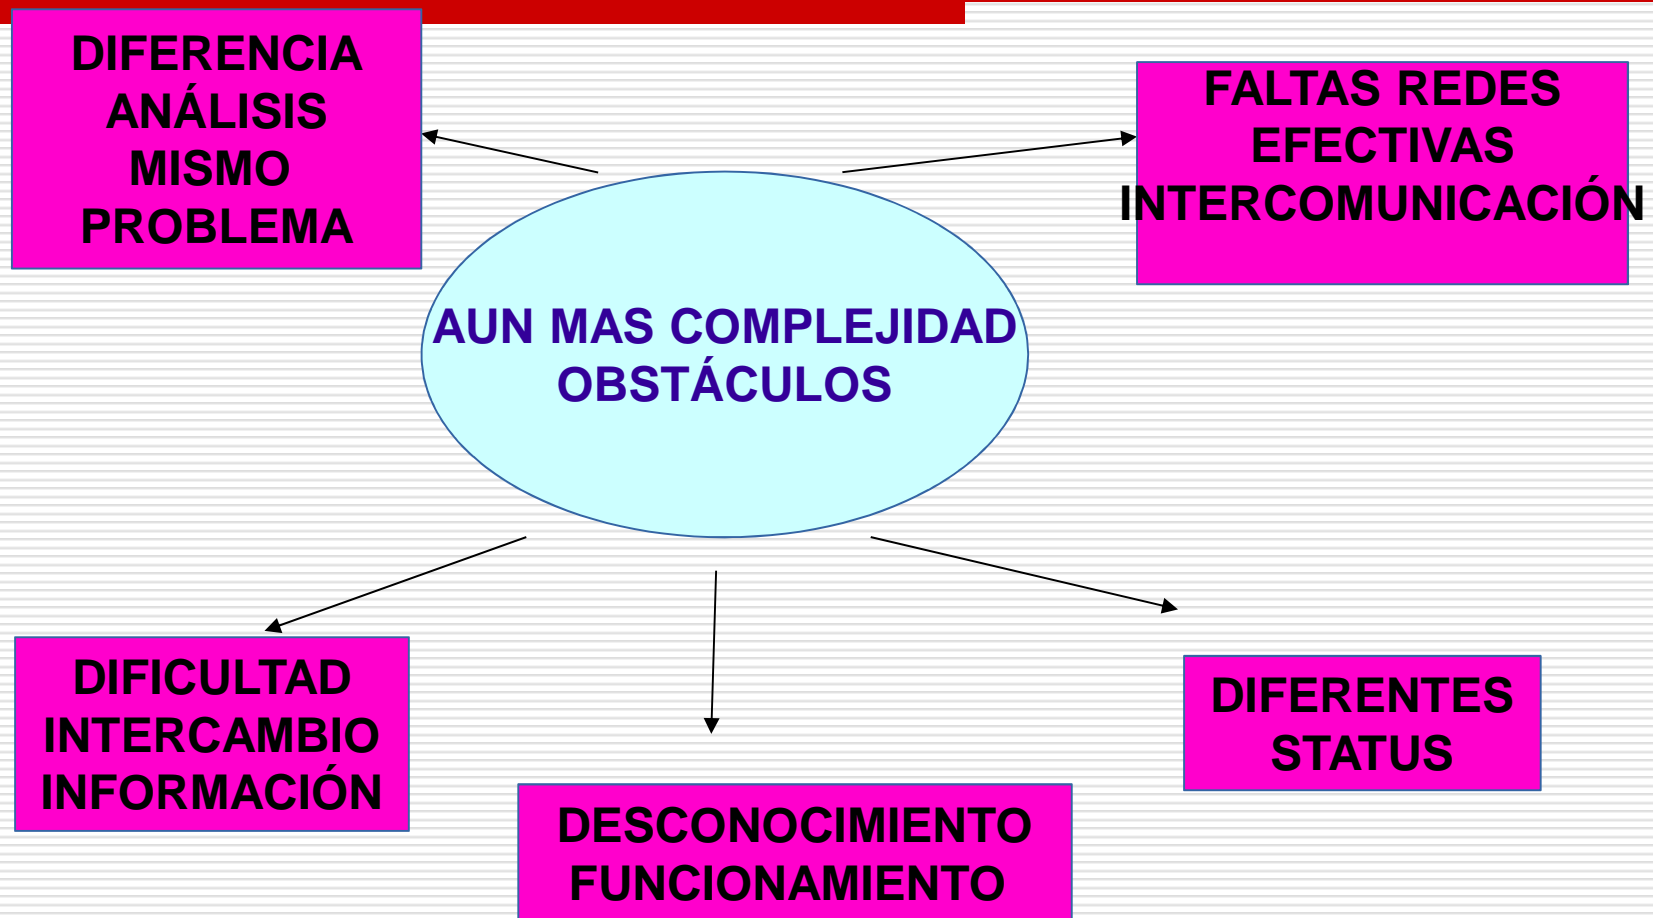 DIFERENCIA
ANÁLISIS
MISMO
PROBLEMA
FALTAS REDES
EFECTIVAS
INTERCOMUNICACIÓN
AUN MAS COMPLEJIDAD
OBSTÁCULOS
DIFICULTAD
INTERCAMBIO
INFORMACIÓN
DESCONOCIMIENTO
FUNCIONAMIENTO
DIFERENTES
STATUS